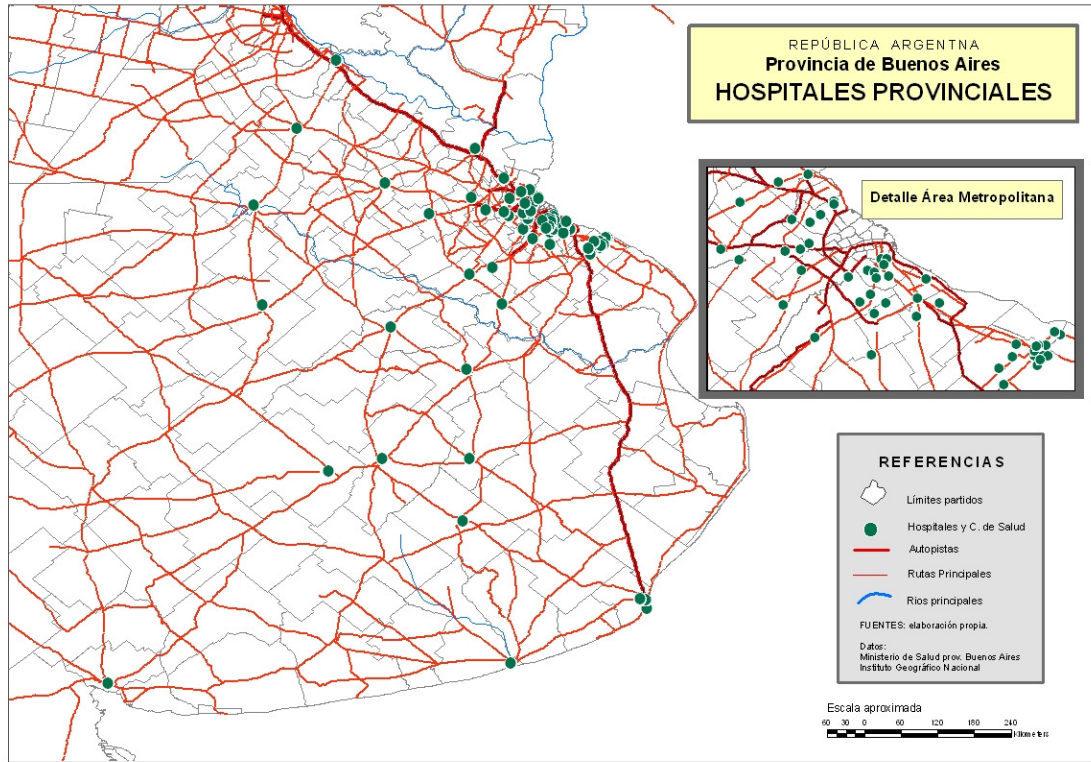 REPÚBLICA ARGENTNA
Provincia de Buenos Aires
HOSPITALES PROVINCIALES
Detalle Área Metropolitana
REFERENCIAS
Límites partidos
Hospitales y C. de Salud
Autopistas
Rutas Principales
Rios principales
FUENTES: elaboración propia.
Datos:
Ministerio de Salud prov. Buenos Aires
Instituto Geográfico Nacional
Escala aproximada
60 30 0 60 120 180 240
Kilometers